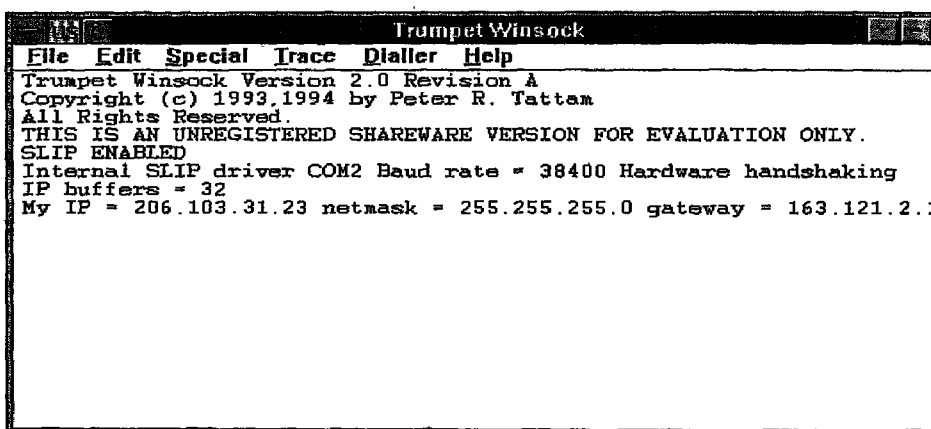 Trumpet Winsock
File Edit Special Trace Dialler Help
Trumpet Winsock Version 2.0 Revision A
Copyright (c) 1993,1994 by Peter R. Tattam
All Rights Reserved.
THIS IS AN UNREGISTERED SHAREWARE VERSION FOR EVALUATION ONLY.
SLIP ENABLED
Internal SLIP driver COM2 Baud rate = 38400 Hardware handshaking
IP buffers = 32
My IP = 206.103.31.23 netmask = 255.255.255.0 gateway = 163.121.2.